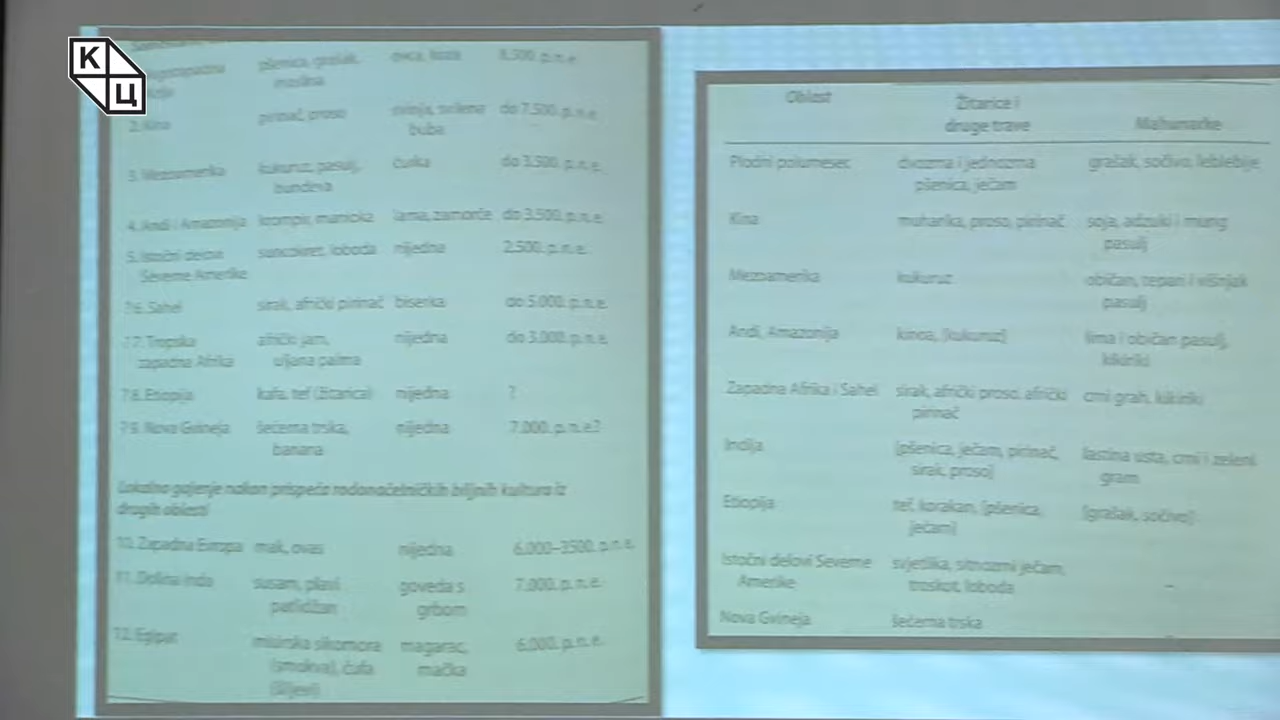 К
Ц
pšenica, grašak, ovca, koza 8.500. p. n. e.
maslina
2. Kina pirinač, proso svinja, svilena do 7.500. p. n. e.
buba
3. Mezoamerika kukuruz, pasulj, ćurka do 3.500. p. n. e.
bundeva
4. Andi i Amazonija krompir, manioka lama, zamorče do 3.500. p. n. e.
5. Istočni delovi suncokret, loboda nijedna 2.500. p. n. e.
Severne Amerike
?6. Sahel sirak, afrički pirinač biserka do 5.000. p. n. e.
?7. Tropska afrički jam, nijedna do 3.000. p. n. e.
zapadna Afrika uljana palma
?8. Etiopija kafa, tef (žitarica) nijedna ?
?9. Nova Gvineja šećerna trska, nijedna 7.000. p. n. e.?
banana
Lokalno gajenje nakon prispeća rodonačelničkih biljnih kultura iz
drugih oblasti
10. Zapadna Evropa mak, ovas nijedna 6.000–3500. p. n. e.
11. Dolina Inda susam, plavi goveda s 7.000. p. n. e.
patlidžan grbom
12. Egipat misirska sikomora magarac, 6.000. p. n. e.
(smokva), čufa mačka
(šiljevi)
Oblast Žitarice i
druge trave Mahunarke
Plodni polumesec dvozrna i jednozrna grašak, sočivo, leblebije
pšenica, ječam
Kina muharika, proso, pirinač soja, adzuki i mung
pasulj
Mezoamerika kukuruz običan, tepari i višnjak
pasulj
Andi, Amazonija kinoa, [kukuruz] lima i običan pasulj,
kikiriki
Zapadna Afrika i Sahel sirak, afrički proso, afrički crni grah, kikiriki
pirinač
Indija [pšenica, ječam, pirinač, lastina usta, crni i zeleni
sirak, proso] gram
Etiopija tef, korakan, [pšenica, [grašak, sočivo]
ječam]
Istočni delovi Severne svjetlika, sitnozrni ječam, –
Amerike troskot, loboda
Nova Gvineja šećerna trska –